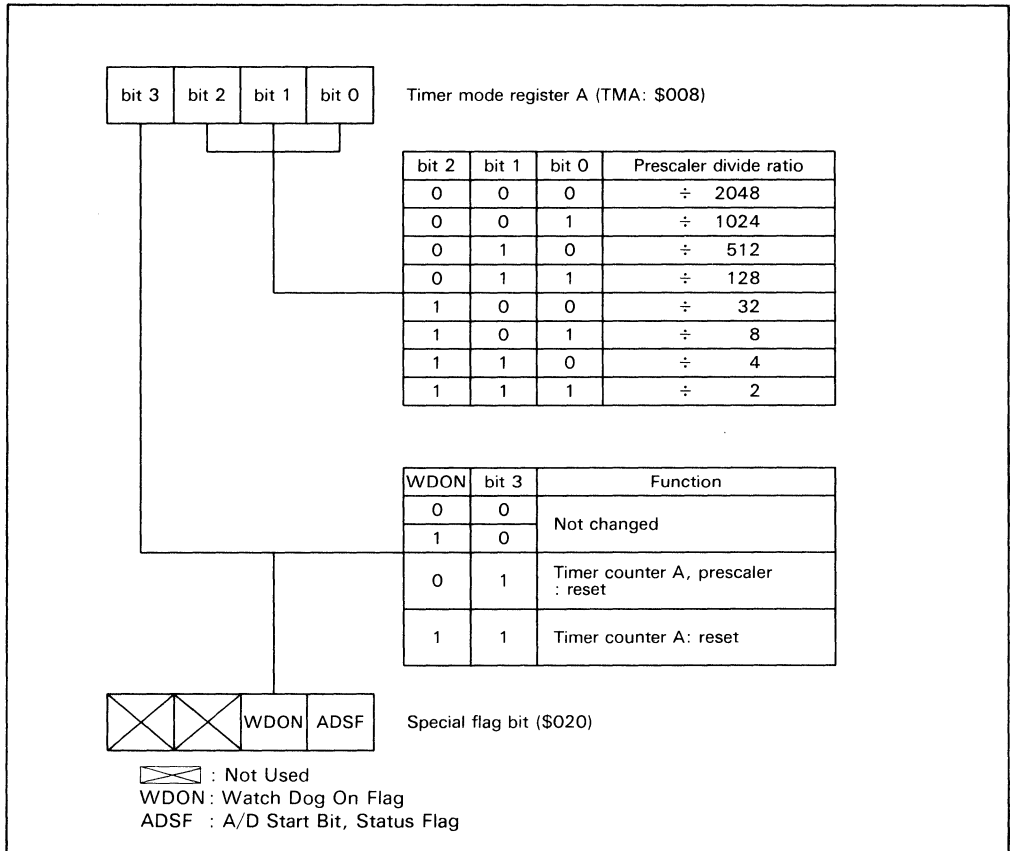 bit 3 bit 2 bit 1 bit 0 Timer mode register A (TMA: $008)
bit 2 bit 1 bit 0 Prescaler divide ratio
0 0 0 ÷ 2048
0 0 1 ÷ 1024
0 1 0 ÷ 512
0 1 1 ÷ 128
1 0 0 ÷ 32
1 0 1 ÷ 8
1 1 0 ÷ 4
1 1 1 ÷ 2
WDON bit 3 Function
0 0 Not changed
1 0
0 1 Timer counter A, prescaler
: reset
1 1 Timer counter A: reset
WDON ADSF Special flag bit ($020)
: Not Used
WDON : Watch Dog On Flag
ADSF : A/D Start Bit, Status Flag